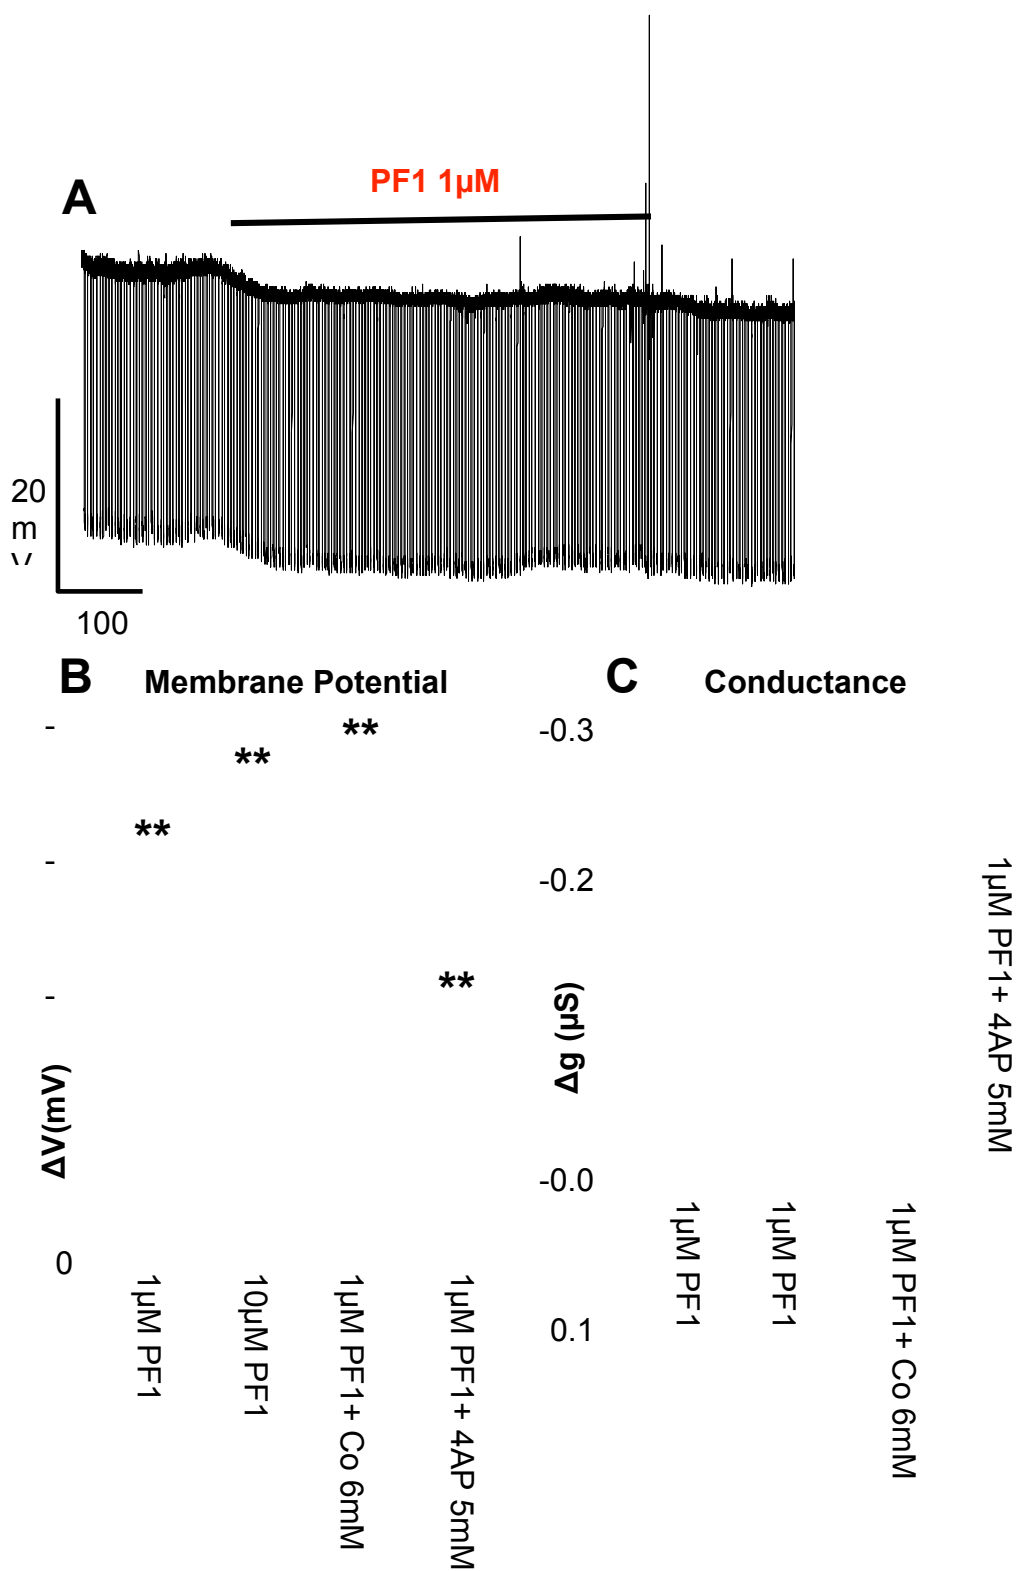 PF1 1µM
A
20
m
100
B
Membrane Potential
C
Conductance
-
**
**
**
-
-
**
ΔV(mV)
0
1µM PF1
10µM PF1
1µM PF1+ Co 6mM
1µM PF1+ 4AP 5mM
-0.3
-0.2
Δg (µS)
-0.0
0.1
1µM PF1
1µM PF1
1µM PF1+ Co 6mM
1µM PF1+ 4AP 5mM